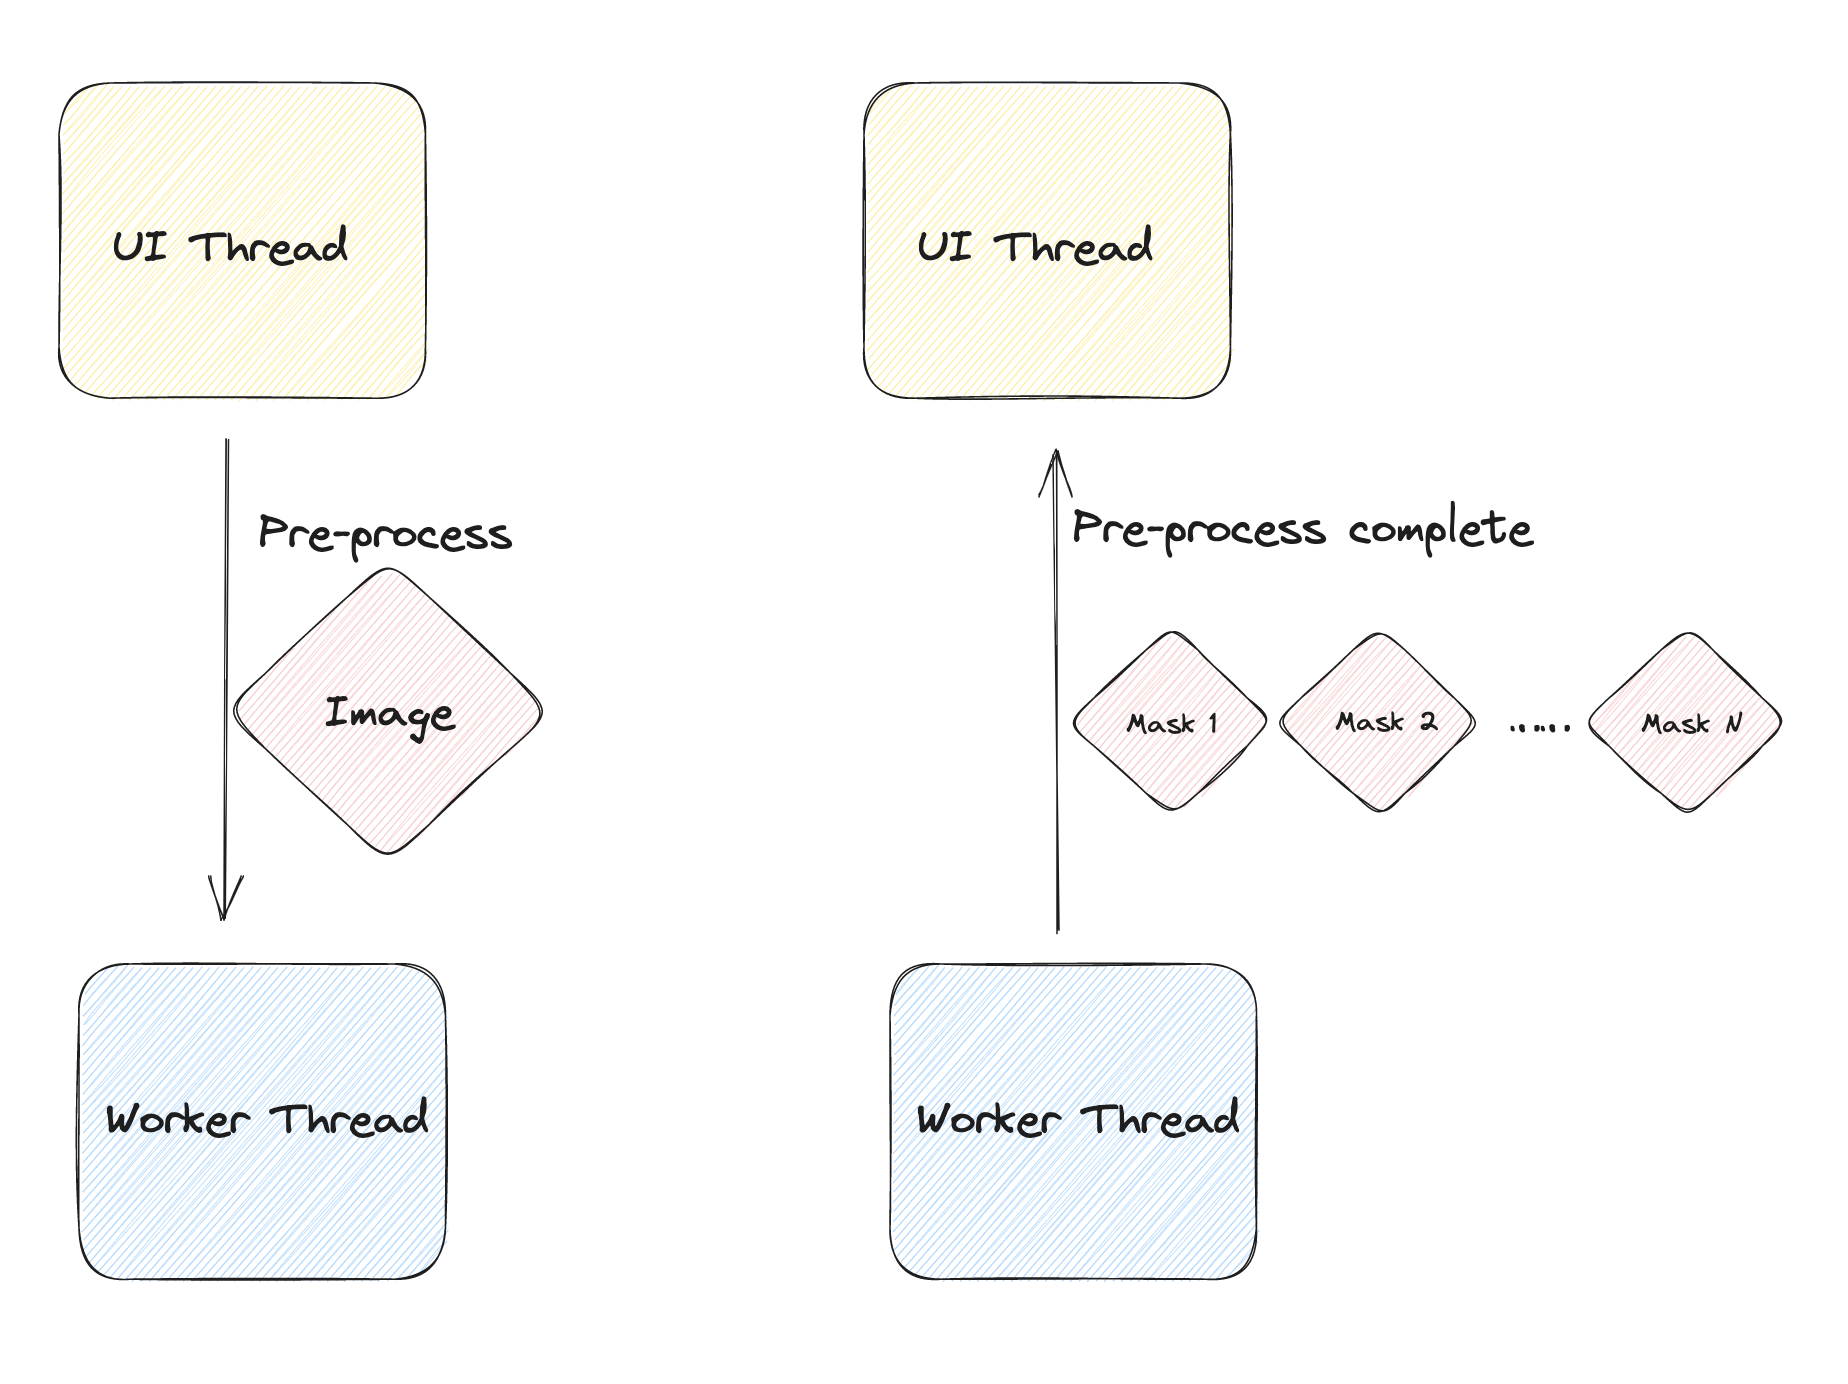 UI Thread
Pre-process
Image
Worker Thread
UI Thread
Pre-process complete
Mask 1
Mask 2
......
Mask N
Worker Thread